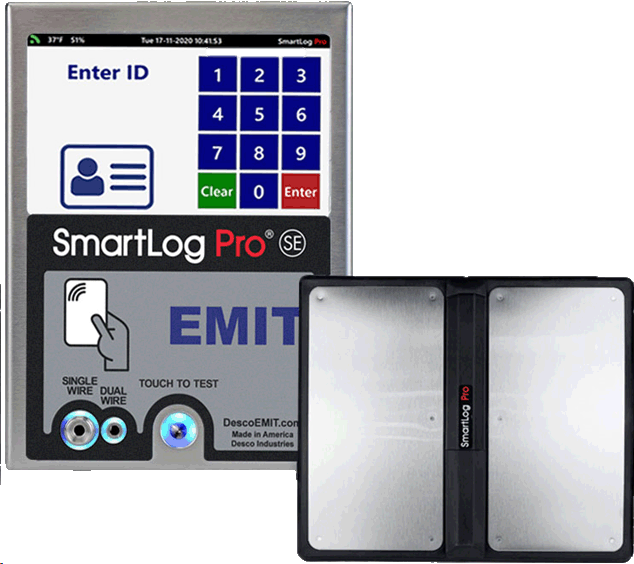 37°F 51% Tue 17-11-2020 10:41:53 SmartLog Pro
Enter ID
1 2 3
4 5 6
7 8 9
Clear 0 Enter
SmartLog Pro® SE
EMIT
SINGLE WIRE
DUAL WIRE
TOUCH TO TEST
DescoEMIT.com
Made in America
Desco Industries
SmartLog Pro